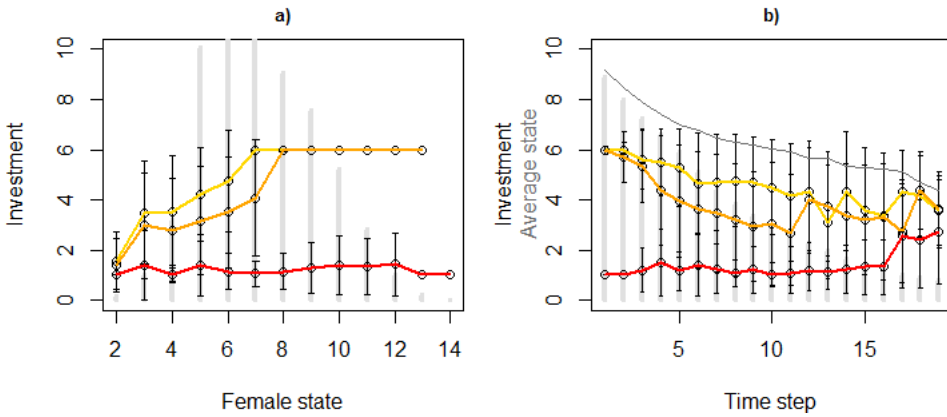 a)
b)
Investment
10
8
6
4
2
0
2 4 6 8 10 12 14
Female state
Investment
Average state
10
8
6
4
2
0
5 10 15
Time step